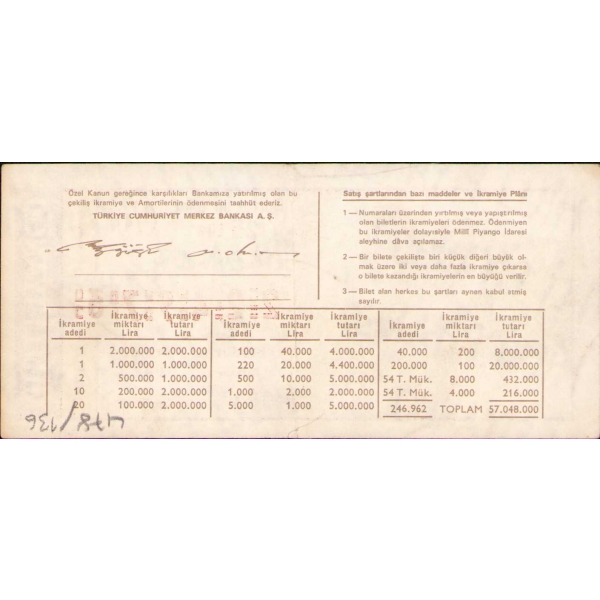 Özel Kanun gereğince karşılıkları Bankamıza yatırılmış olan bu
çekiliş ikramiye ve Amortilerinin ödenmesini taahhüt ederiz.
TÜRKİYE CUMHURİYET MERKEZ BANKASI A. Ş.
Satış şartlarından bazı maddeler ve İkramiye Plânı
1 — Numaraları üzerinden yırtılmış veya yapıştırılmış
olan biletlerin ikramiyeleri ödenmez. Ödenmiyen
bu ikramiyeler dolayısiyle Millî Piyango İdaresi
aleyhine dâva açılamaz.
2 — Bir bilete çekilişte biri küçük diğeri büyük ol-
mak üzere iki veya daha fazla ikramiye çıkarsa
o bilete kazandığı ikramiyelerin en büyüğü verilir.
3 — Bilet alan herkes bu şartları aynen kabul etmiş
sayılır.
İkramiye adedi İkramiye miktarı Lira İkramiye tutarı Lira İkramiye adedi İkramiye miktarı Lira İkramiye tutarı Lira İkramiye adedi İkramiye miktarı Lira İkramiye tutarı Lira
1 2.000.000 2.000.000 100 40.000 4.000.000 40.000 200 8.000.000
1 1.000.000 1.000.000 220 20.000 4.400.000 200.000 100 20.000.000
2 500.000 1.000.000 500 10.000 5.000.000 54 T. Mük. 8.000 432.000
10 200.000 2.000.000 1.000 2.000 2.000.000 54 T. Mük. 4.000 216.000
20 100.000 2.000.000 5.000 1.000 5.000.000 246.962 TOPLAM 57.048.000
478/136